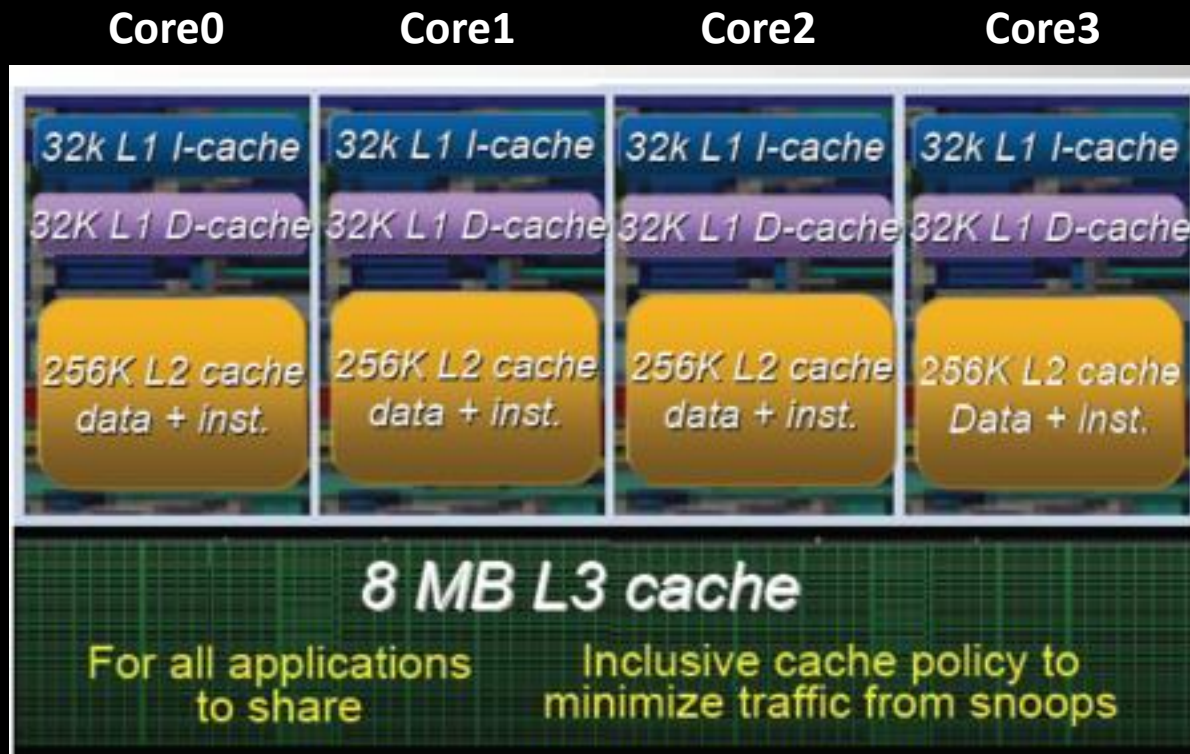 Core0 Core1 Core2 Core3
32k L1 I-cache 32k L1 I-cache 32k L1 I-cache 32k L1 I-cache
32K L1 D-cache 32K L1 D-cache 32K L1 D-cache 32K L1 D-cache
256K L2 cache 256K L2 cache 256K L2 cache 256K L2 cache
data + inst. data + inst. data + inst. Data + inst.
8 MB L3 cache
For all applications
to share
Inclusive cache policy to
minimize traffic from snoops